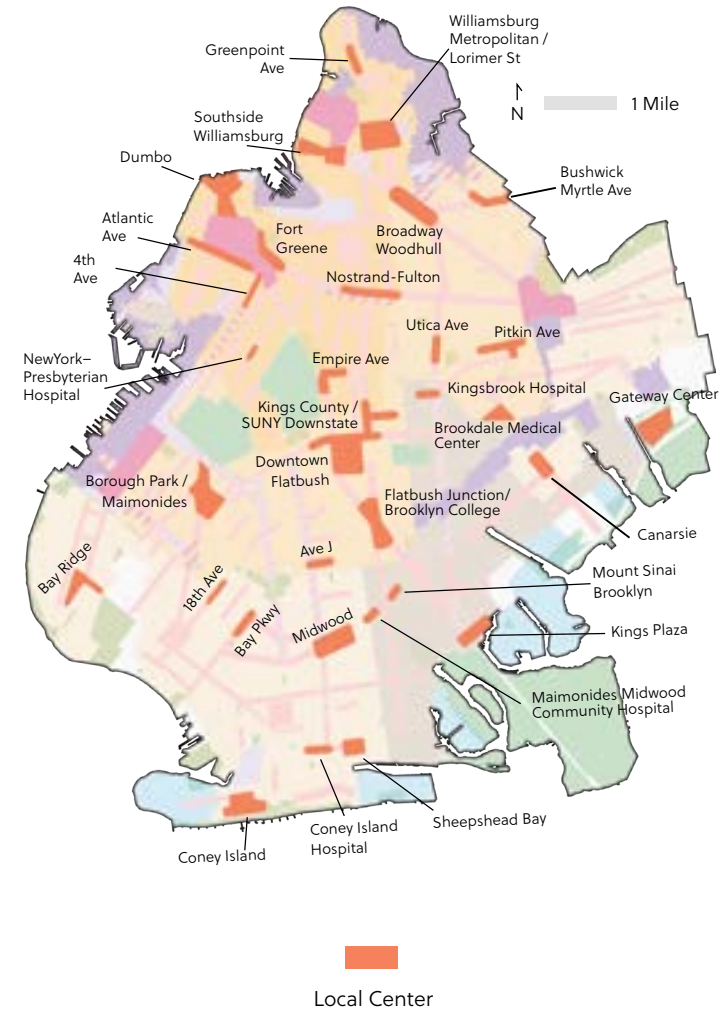 Williamsburg
Metropolitan /
Lorimer St
Greenpoint
Ave
N
1 Mile
Southside
Williamsburg
Dumbo
Bushwick
Myrtle Ave
Atlantic
Ave
Fort
Greene
Broadway
Woodhull
4th
Ave
Nostrand-Fulton
Utica Ave
Pitkin Ave
NewYork–
Presbyterian
Hospital
Empire Ave
Kingsbrook Hospital
Gateway Center
Kings County /
SUNY Downstate
Brookdale Medical
Center
Downtown
Flatbush
Borough Park /
Maimonides
Flatbush Junction/
Brooklyn College
Canarsie
Ave J
Bay Ridge
18th Ave
Mount Sinai
Brooklyn
Bay Pkwy
Midwood
Kings Plaza
Maimonides Midwood
Community Hospital
Sheepshead Bay
Coney Island
Hospital
Coney Island
Local Center